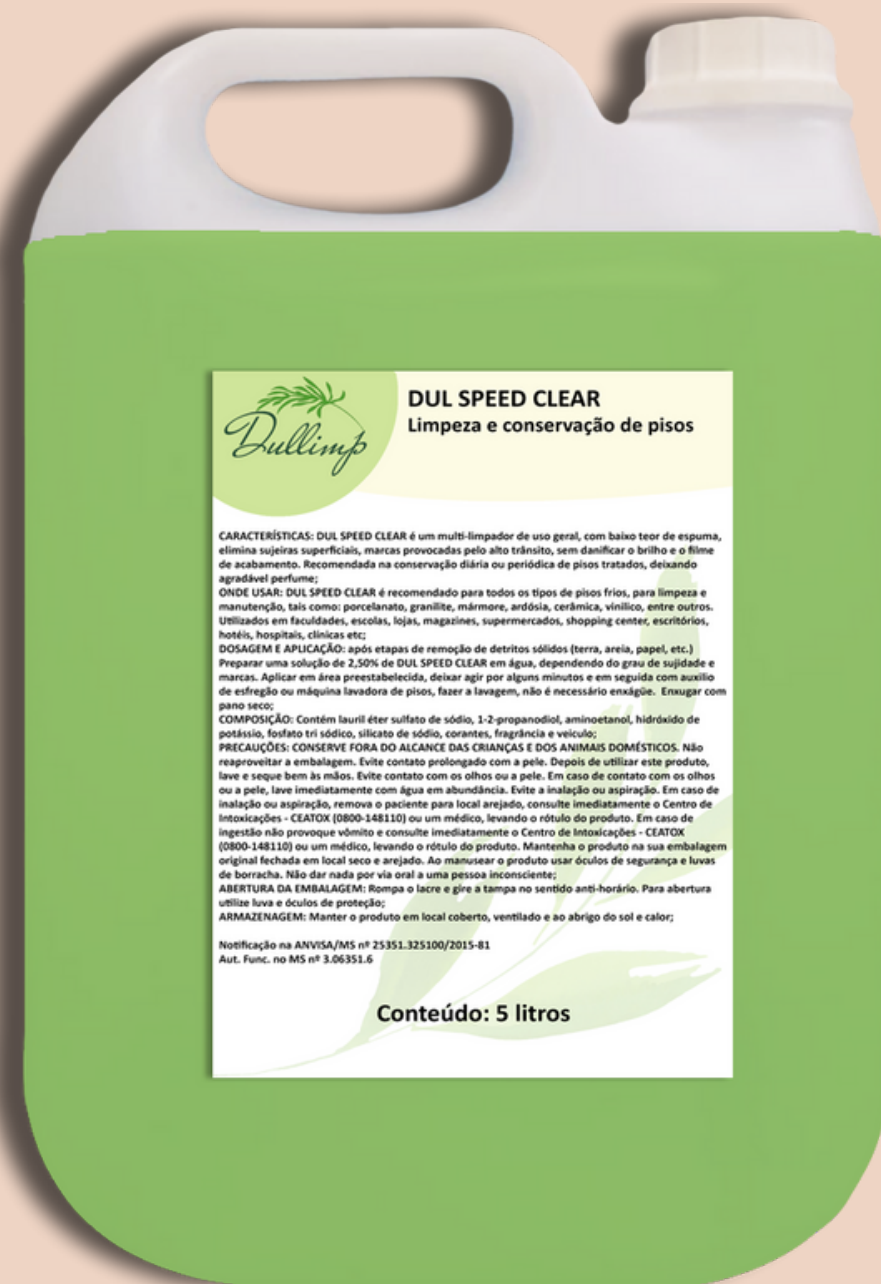 Dullimp
DUL SPEED CLEAR
Limpeza e conservação de pisos
CARACTERÍSTICAS: DUL SPEED CLEAR é um multi-limpador de uso geral, com baixo teor de espuma,
elimina sujeiras superficiais, marcas provocadas pelo alto trânsito, sem danificar o brilho e o filme
de acabamento. Recomendada na conservação diária ou periódica de pisos tratados, deixando
agradável perfume;
ONDE USAR: DUL SPEED CLEAR é recomendado para todos os tipos de pisos frios, para limpeza e
manutenção, tais como: porcelanato, granilite, mármore, ardósia, cerâmica, vinilico, entre outros.
Utilizados em faculdades, escolas, lojas, magazines, supermercados, shopping center, escritórios,
hotéis, hospitais, clínicas etc;
DOSAGEM E APLICAÇÃO: após etapas de remoção de detritos sólidos (terra, areia, papel, etc.)
Preparar uma solução de 2,50% de DUL SPEED CLEAR em água, dependendo do grau de sujidade e
marcas. Aplicar em área preestabelecida, deixar agir por alguns minutos e em seguida com auxilio
de esfregão ou máquina lavadora de pisos, fazer a lavagem, não é necessário enxágüe. Enxugar com
pano seco;
COMPOSIÇÃO: Contém lauril éter sulfato de sódio, 1-2-propanodiol, aminoetanol, hidróxido de
potássio, fosfato tri sódico, silicato de sódio, corantes, fragrância e veiculo;
PRECAUÇÕES: CONSERVE FORA DO ALCANCE DAS CRIANÇAS E DOS ANIMAIS DOMÉSTICOS. Não
reaproveitar a embalagem. Evite contato prolongado com a pele. Depois de utilizar este produto,
lave e seque bem às mãos. Evite contato com os olhos ou a pele. Em caso de contato com os olhos
ou a pele, lave imediatamente com água em abundância. Evite a inalação ou aspiração. Em caso de
inalação ou aspiração, remova o paciente para local arejado, consulte imediatamente o Centro de
Intoxicações - CEATOX (0800-148110) ou um médico, levando o rótulo do produto. Em caso de
ingestão não provoque vômito e consulte imediatamente o Centro de Intoxicações - CEATOX
(0800-148110) ou um médico, levando o rótulo do produto. Mantenha o produto na sua embalagem
original fechada em local seco e arejado. Ao manusear o produto usar óculos de segurança e luvas
de borracha. Não dar nada por via oral a uma pessoa inconsciente;
ABERTURA DA EMBALAGEM: Rompa o lacre e gire a tampa no sentido anti-horário. Para abertura
utilize luva e óculos de proteção;
ARMAZENAGEM: Manter o produto em local coberto, ventilado e ao abrigo do sol e calor;
Notificação na ANVISA/MS nº 25351.325100/2015-81
Aut. Func. no MS nº 3.06351.6
Conteúdo: 5 litros